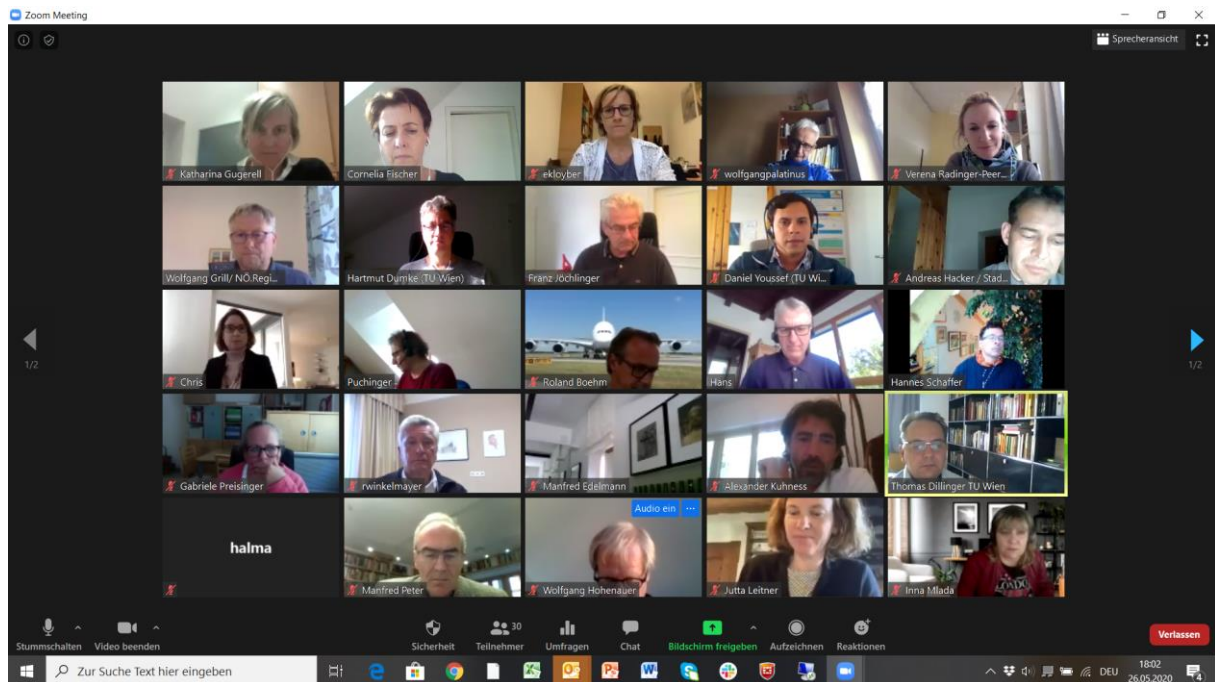 Zoom Meeting
Sprecheransicht
Katharina Gugerell
Cornelia Fischer
ekloyber
wolfgangpalatinus
Verena Radinger-Peer...
Wolfgang Grill/ NÖ.Regi...
Hartmut Dumke (TU Wien)
Franz Jöchlinger
Daniel Youssef (TU Wi...
Andreas Hacker / Stad...
1/2
Chris
Puchinger
Roland Boehm
Hans
Hannes Schaffer
1/2
Gabriele Preisinger
rwinkelmayer
Manfred Edelmann
Alexander Kuhness
Thomas Dillinger TU Wien
Audio ein ...
halma
Manfred Peter
Wolfgang Hohenauer
Jutta Leitner
Inna Mlada
LONDON
Stummschalten
Video beenden
Sicherheit
30
Teilnehmer
Umfragen
Chat
Bildschirm freigeben
Aufzeichnen
Reaktionen
Verlassen
Zur Suche Text hier eingeben
DEU
18:02
26.05.2020
4